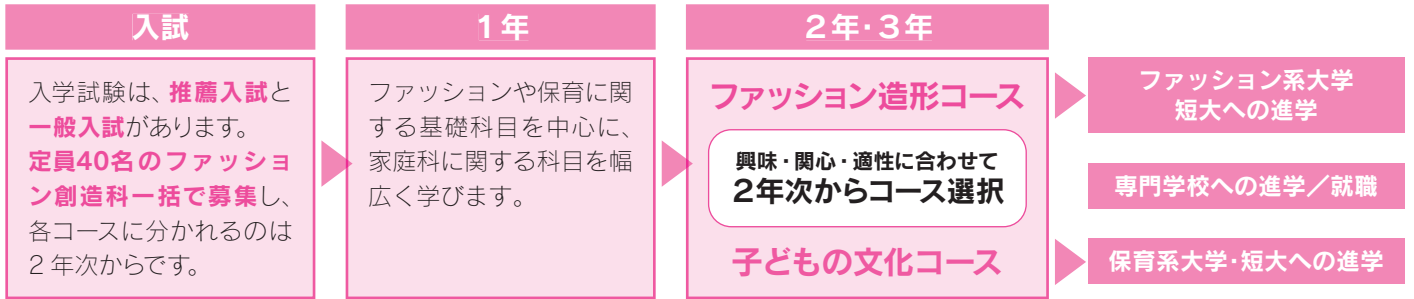 入試
入学試験は、推薦入試と
一般入試があります。
定員40名のファッショ
ン創造科一括で募集し、
各コースに分かれるのは
2年次からです。
1年
ファッションや保育に関
する基礎科目を中心に、
家庭科に関する科目を幅
広く学びます。
2年・3年
ファッション造形コース
興味・関心・適性に合わせて
2年次からコース選択
子どもの文化コース
ファッション系大学
短大への進学
専門学校への進学／就職
保育系大学・短大への進学